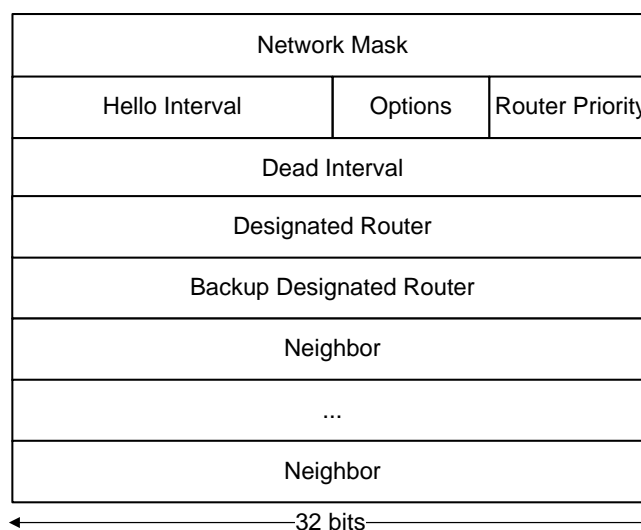 Network Mask
Hello Interval Options Router Priority
Dead Interval
Designated Router
Backup Designated Router
Neighbor
...
Neighbor
32 bits